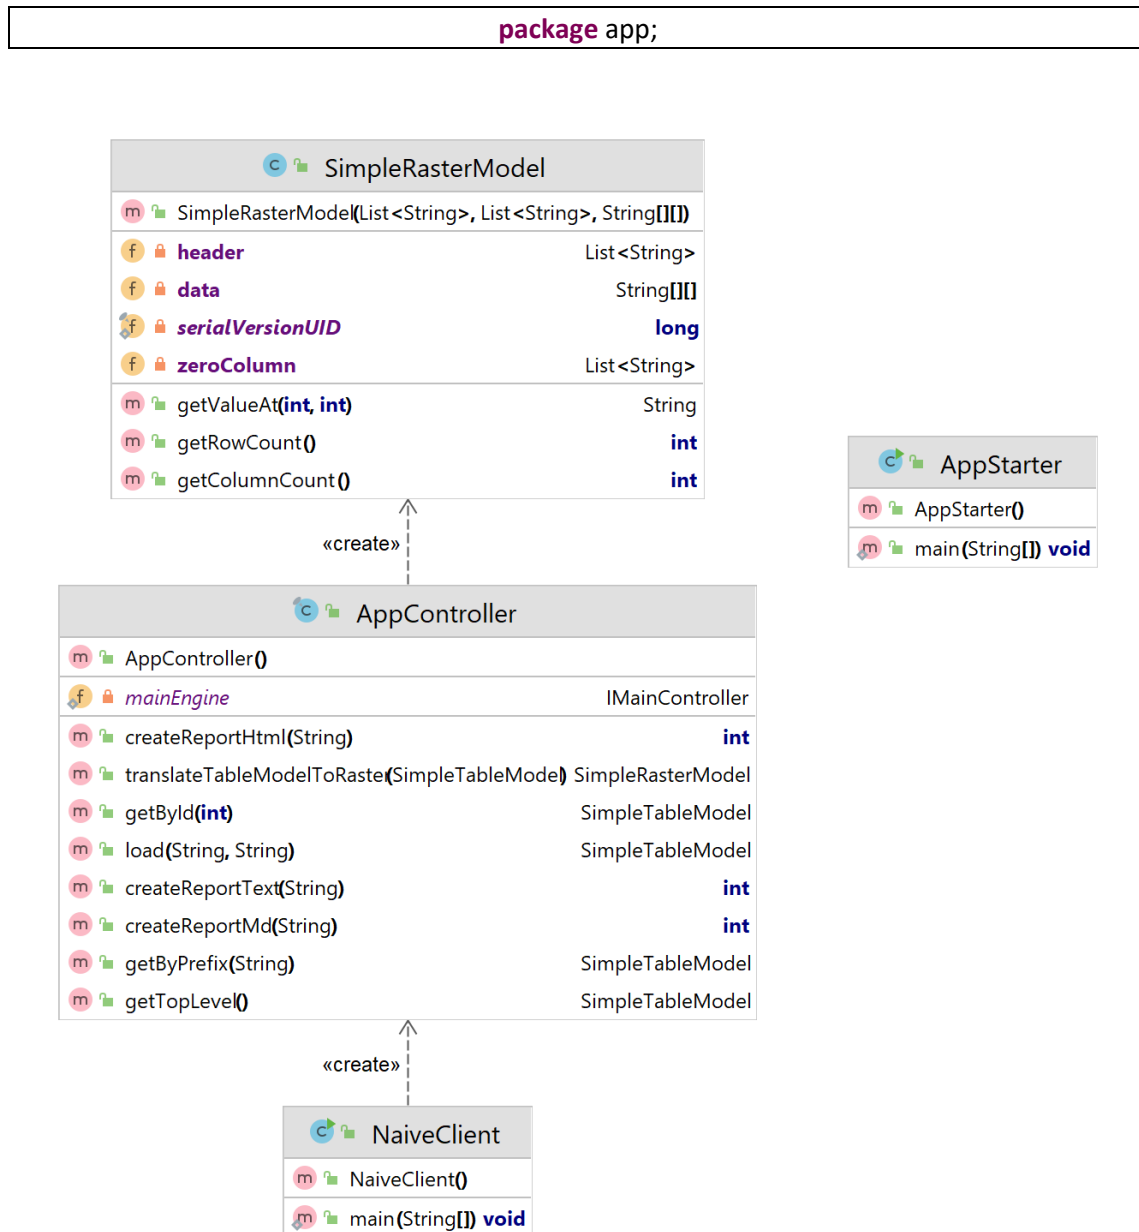 package app;
SimpleRasterModel
SimpleRasterModel(List<String>, List<String>, String[][])
header List<String>
data String[][]
serialVersionUID long
zeroColumn List<String>
getValueAt(int, int) String
getRowCount() int
getColumnCount() int
AppStarter
AppStarter()
main(String[]) void
«create»
AppController
AppController()
mainEngine IMainController
createReportHtml(String) int
translateTableModelToRaster(SimpleTableModel) SimpleRasterModel
getById(int) SimpleTableModel
load(String, String) SimpleTableModel
createReportText(String) int
createReportMd(String) int
getByPrefix(String) SimpleTableModel
getTopLevel() SimpleTableModel
«create»
NaiveClient
NaiveClient()
main(String[]) void